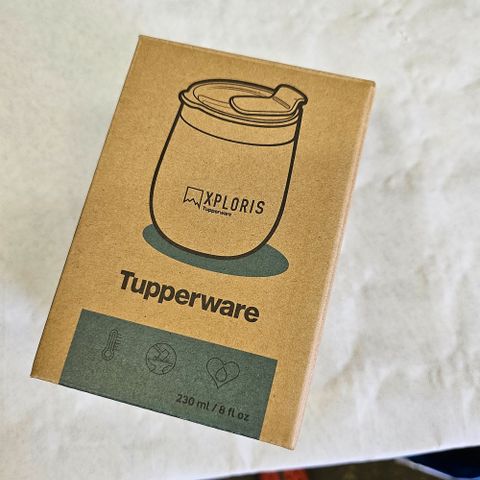 XPLORIS
Tupperware
Tupperware
230 ml / 8 fl oz